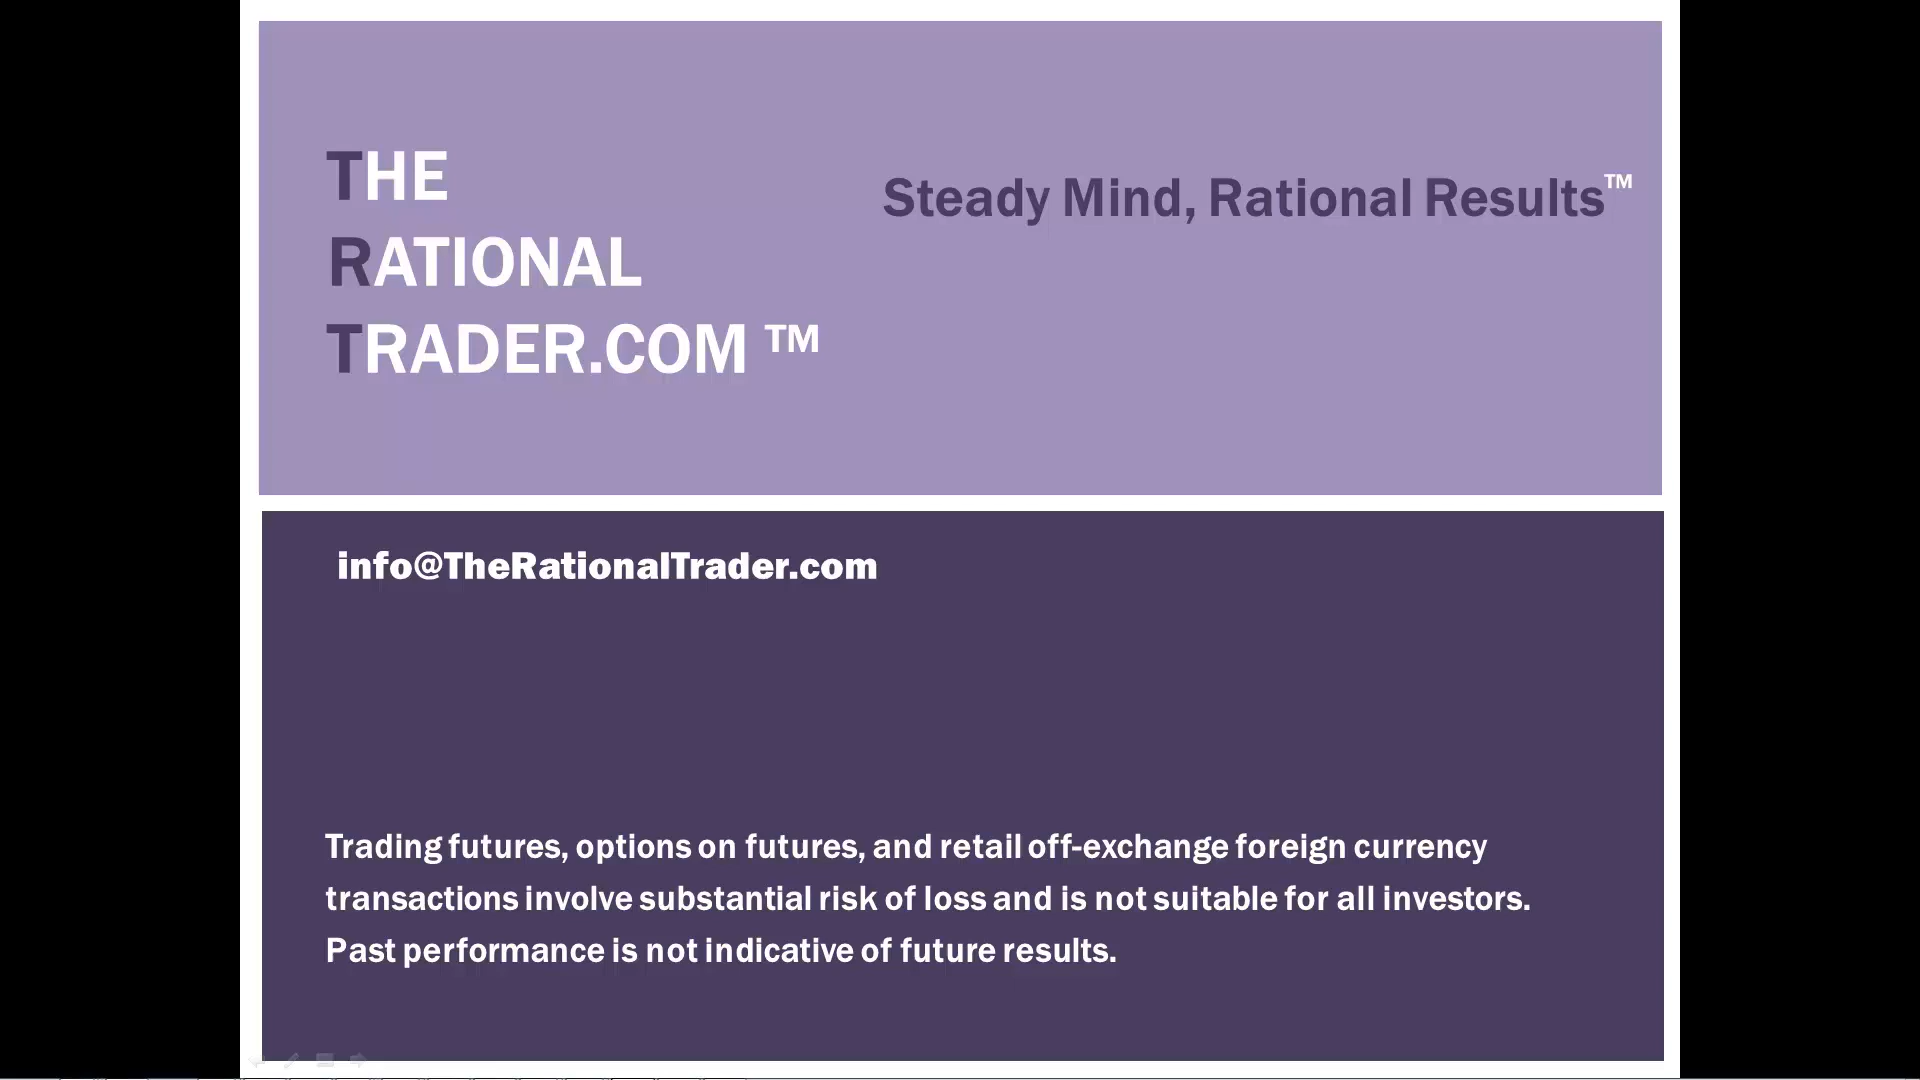 THE
RATIONAL
TRADER.COM ™
Steady Mind, Rational Results™
info@TheRationalTrader.com
Trading futures, options on futures, and retail off-exchange foreign currency
transactions involve substantial risk of loss and is not suitable for all investors.
Past performance is not indicative of future results.